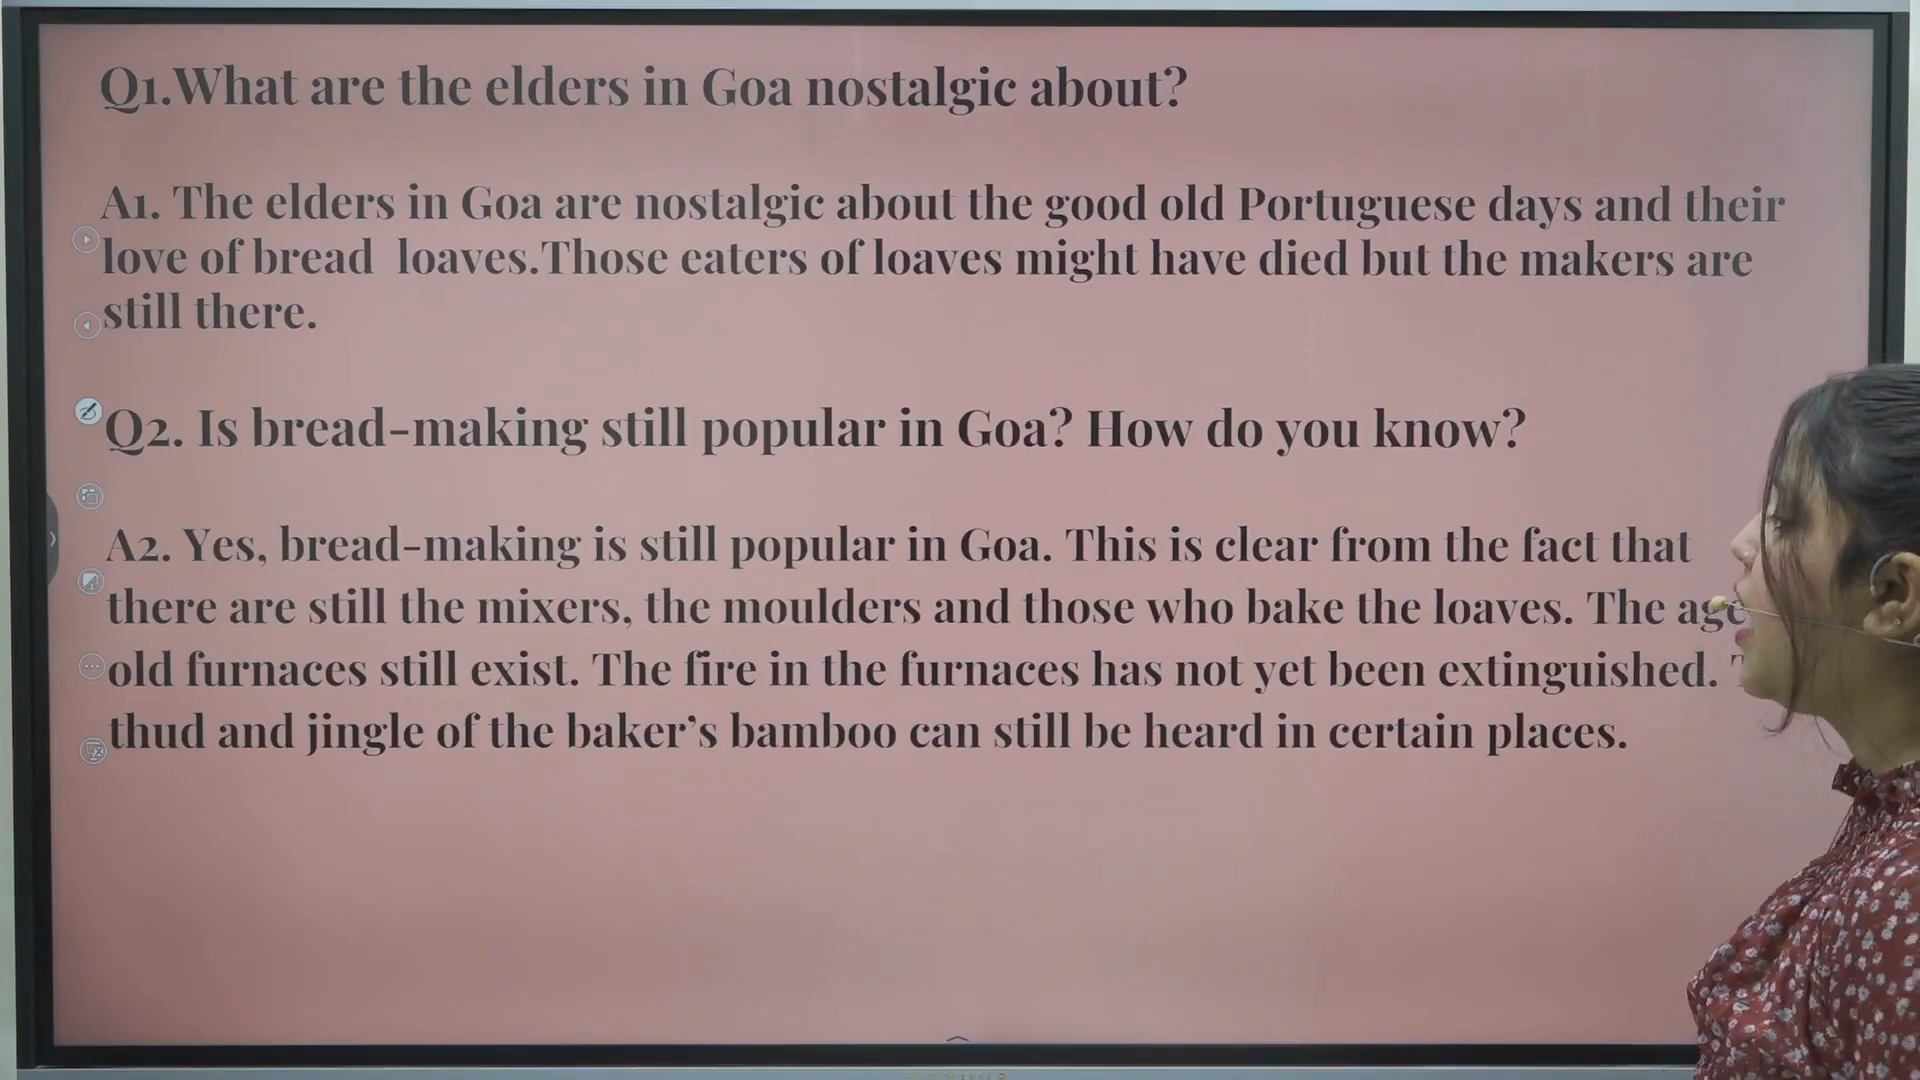 Q1.What are the elders in Goa nostalgic about?
A1. The elders in Goa are nostalgic about the good old Portuguese days and their
love of bread loaves.Those eaters of loaves might have died but the makers are
still there.
Q2. Is bread-making still popular in Goa? How do you know?
A2. Yes, bread-making is still popular in Goa. This is clear from the fact that
there are still the mixers, the moulders and those who bake the loaves. The age
old furnaces still exist. The fire in the furnaces has not yet been extinguished.
thud and jingle of the baker's bamboo can still be heard in certain places.